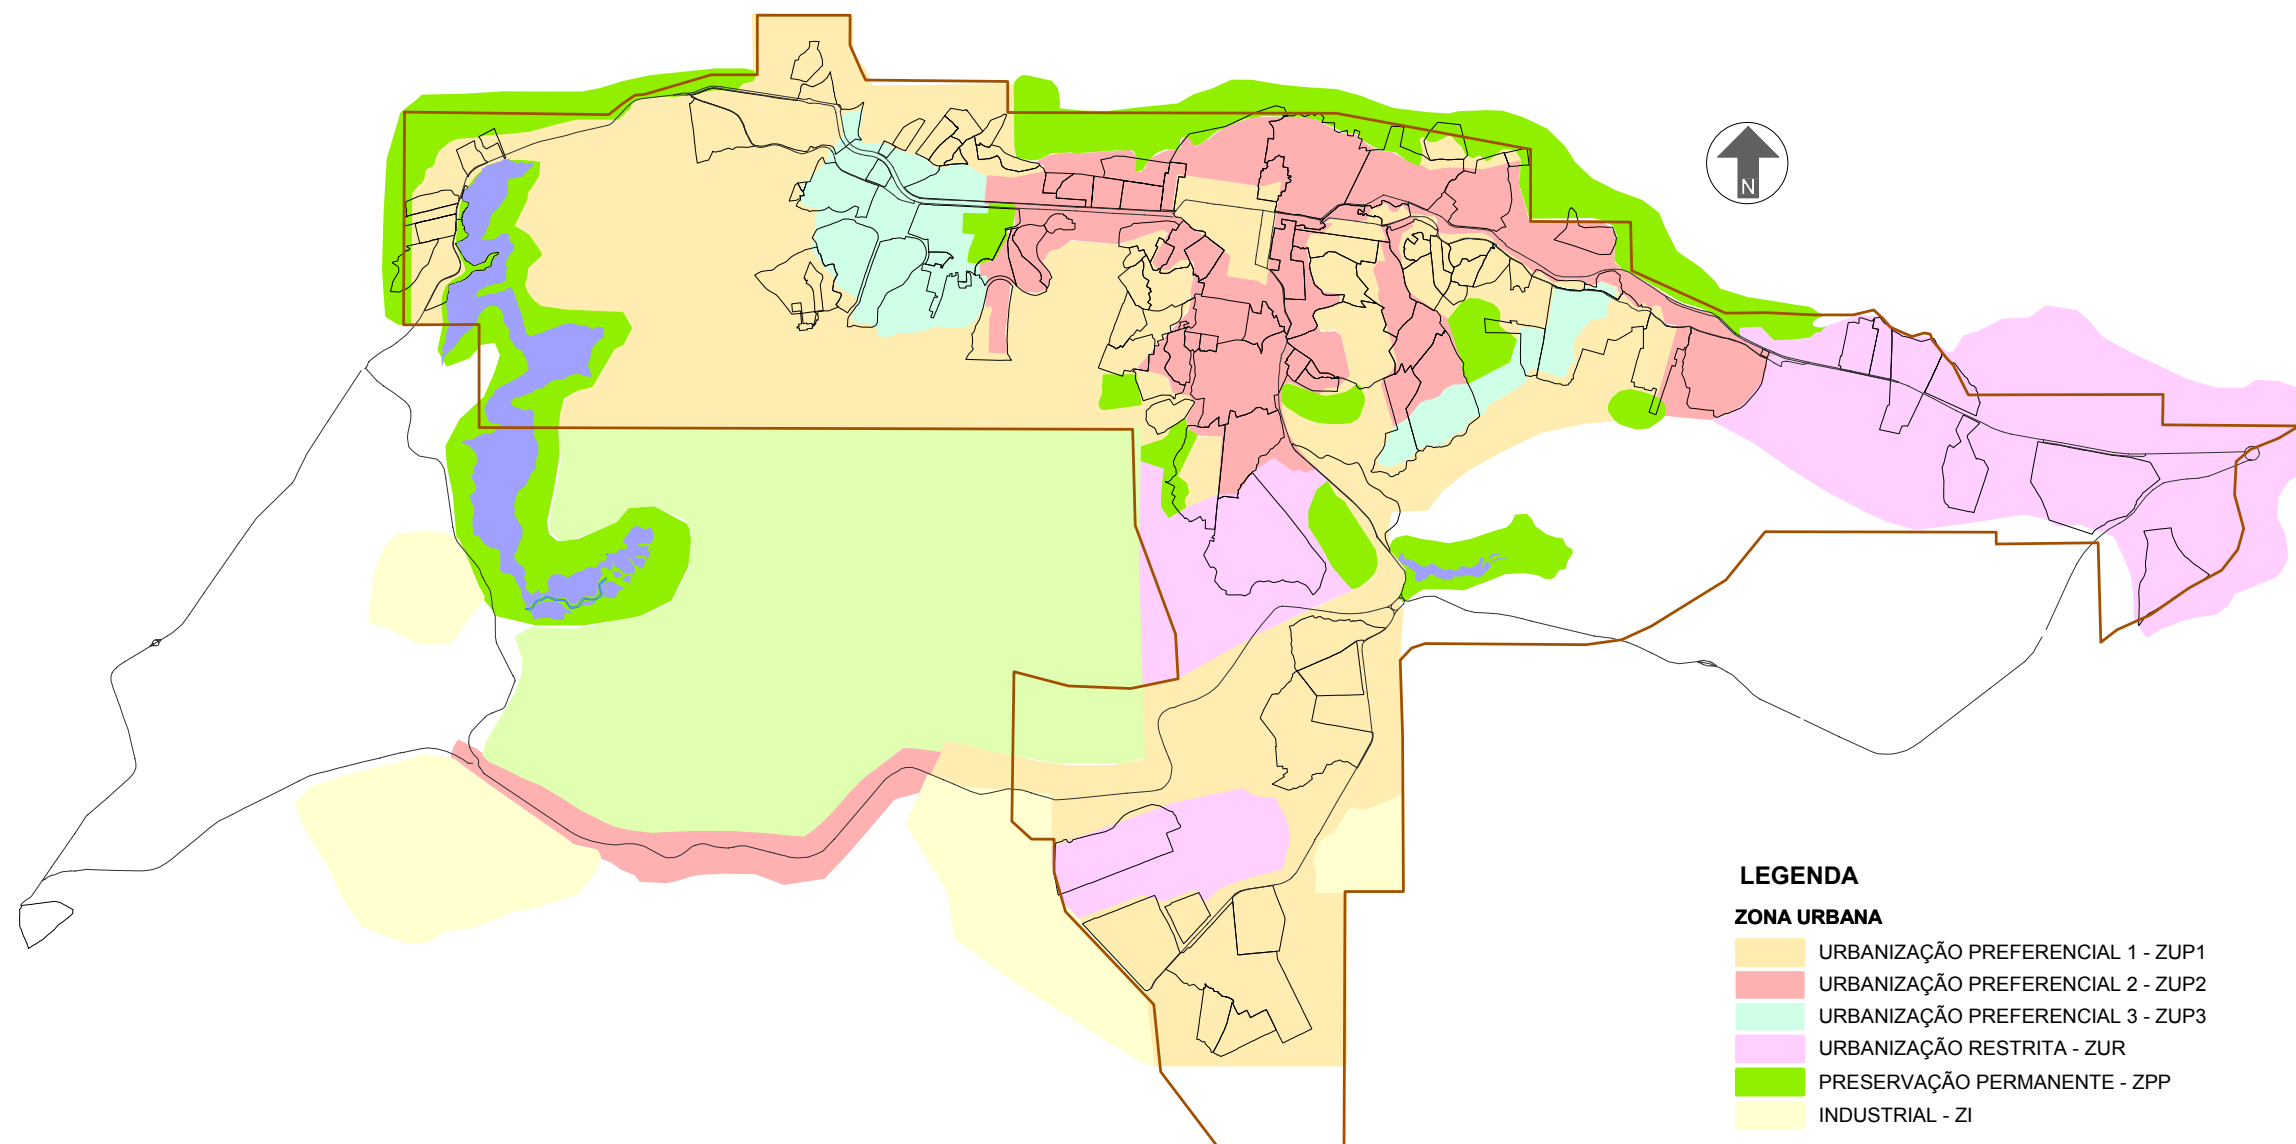 N
LEGENDA
ZONA URBANA
URBANIZAÇÃO PREFERENCIAL 1 - ZUP1
URBANIZAÇÃO PREFERENCIAL 2 - ZUP2
URBANIZAÇÃO PREFERENCIAL 3 - ZUP3
URBANIZAÇÃO RESTRITA - ZUR
PRESERVAÇÃO PERMANENTE - ZPP
INDUSTRIAL - ZI